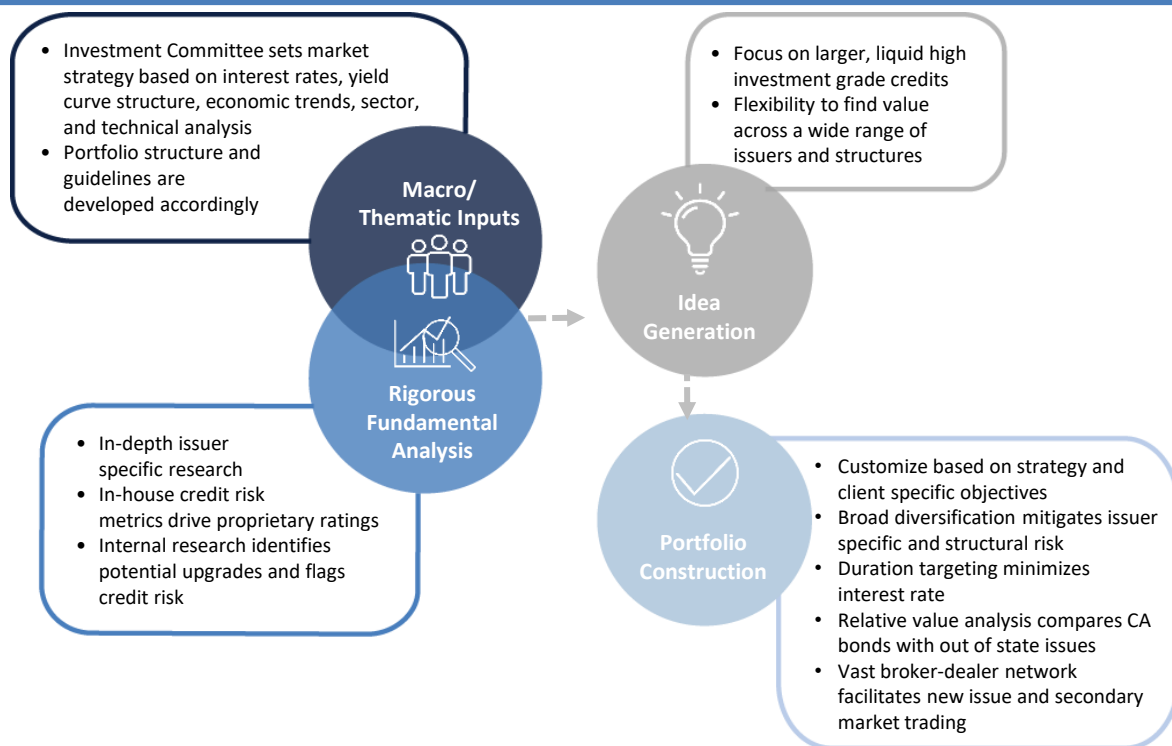 • Investment Committee sets market
strategy based on interest rates, yield
curve structure, economic trends, sector,
and technical analysis
• Portfolio structure and
guidelines are
developed accordingly
Macro/
Thematic Inputs
Rigorous
Fundamental
Analysis
• In-depth issuer
specific research
• In-house credit risk
metrics drive proprietary ratings
• Internal research identifies
potential upgrades and flags
credit risk
• Focus on larger, liquid high
investment grade credits
• Flexibility to find value
across a wide range of
issuers and structures
Idea
Generation
Portfolio
Construction
• Customize based on strategy and
client specific objectives
• Broad diversification mitigates issuer
specific and structural risk
• Duration targeting minimizes
interest rate
• Relative value analysis compares CA
bonds with out of state issues
• Vast broker-dealer network
facilitates new issue and secondary
market trading